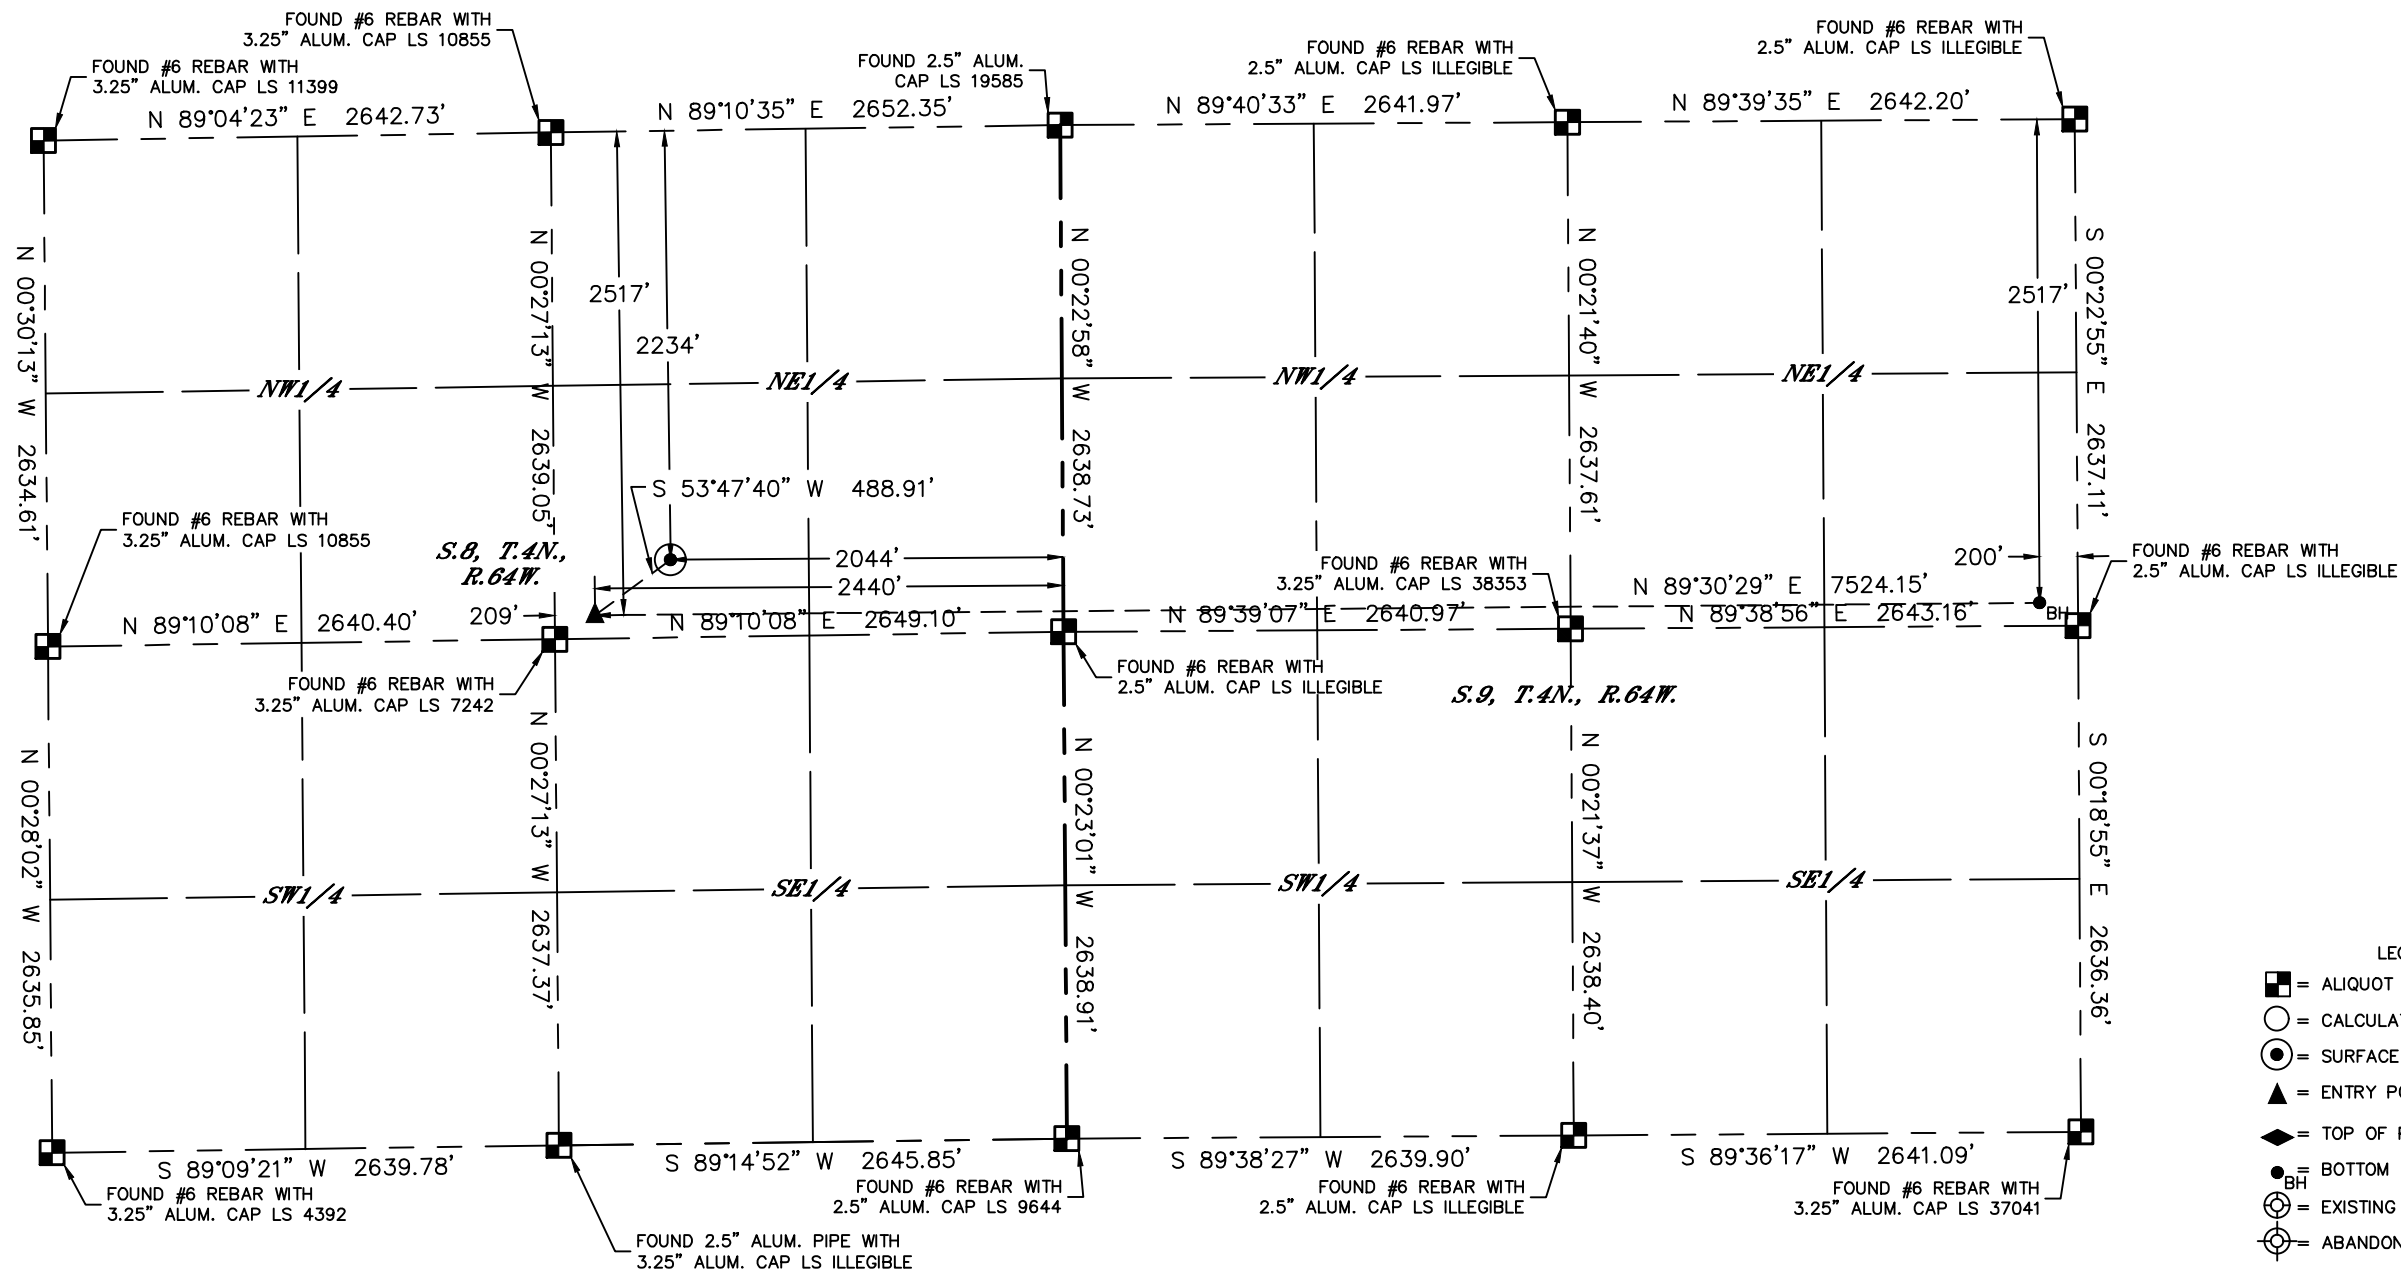 FOUND #6 REBAR WITH
3.25" ALUM. CAP LS 10855
FOUND #6 REBAR WITH
3.25" ALUM. CAP LS 11399
FOUND 2.5" ALUM.
CAP LS 19585
FOUND #6 REBAR WITH
2.5" ALUM. CAP LS ILLEGIBLE
FOUND #6 REBAR WITH
2.5" ALUM. CAP LS ILLEGIBLE
N 89°04'23" E 2642.73'
N 89°10'35" E 2652.35'
N 89°40'33" E 2641.97'
N 89°39'35" E 2642.20'
N 00°30'13" W 2634.61'
N 00°27'13" W 2639.05'
N 00°22'58" W 2638.73'
N 00°21'40" W 2637.61'
S 00°22'55" E 2637.11'
2517'
2234'
2517'
NW1/4
NE1/4
NW1/4
NE1/4
S 53°47'40" W 488.91'
FOUND #6 REBAR WITH
3.25" ALUM. CAP LS 10855
S.8, T.4N.,
R.64W.
2044'
2440'
209'
FOUND #6 REBAR WITH
3.25" ALUM. CAP LS 38353
200'
FOUND #6 REBAR WITH
2.5" ALUM. CAP LS ILLEGIBLE
N 89°30'29" E 7524.15'
BH
N 89°10'08" E 2640.40'
N 89°10'08" E 2649.10'
N 89°39'07" E 2640.97'
N 89°38'56" E 2643.16'
FOUND #6 REBAR WITH
3.25" ALUM. CAP LS 7242
FOUND #6 REBAR WITH
2.5" ALUM. CAP LS ILLEGIBLE
S.9, T.4N., R.64W.
N 00°28'02" W 2635.85'
N 00°27'13" W 2637.37'
N 00°23'01" W 2638.91'
N 00°21'37" W 2638.40'
S 00°18'55" E 2636.36'
SW1/4
SE1/4
SW1/4
SE1/4
S 89°09'21" W 2639.78'
S 89°14'52" W 2645.85'
S 89°38'27" W 2639.90'
S 89°36'17" W 2641.09'
FOUND #6 REBAR WITH
3.25" ALUM. CAP LS 4392
FOUND 2.5" ALUM. PIPE WITH
3.25" ALUM. CAP LS ILLEGIBLE
FOUND #6 REBAR WITH
2.5" ALUM. CAP LS 9644
FOUND #6 REBAR WITH
2.5" ALUM. CAP LS ILLEGIBLE
FOUND #6 REBAR WITH
3.25" ALUM. CAP LS 37041
= ALIQUOT
=
= SURFACE
= ENTRY
= TOP OF
BH = BOTTOM
= EXISTING
=